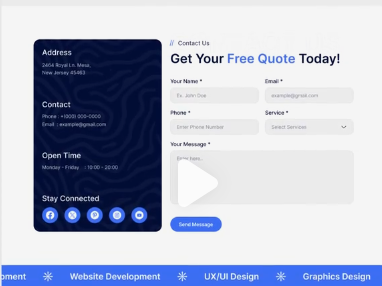 Address
2464 Royal Ln. Mesa,
New Jersey 45463
Contact
Phone : +(000) 000-0000
Email : example@gmail.com
Open Time
Monday - Friday : 10:00 - 20:00
Stay Connected
// Contact Us
Get Your Free Quote Today!
Your Name *
Email *
Ex. John Doe
example@gmail.com
Phone *
Service *
Enter Phone Number
Select Services
Your Message *
Enter here..
Send Message
pment Website Development UX/UI Design Graphics Design